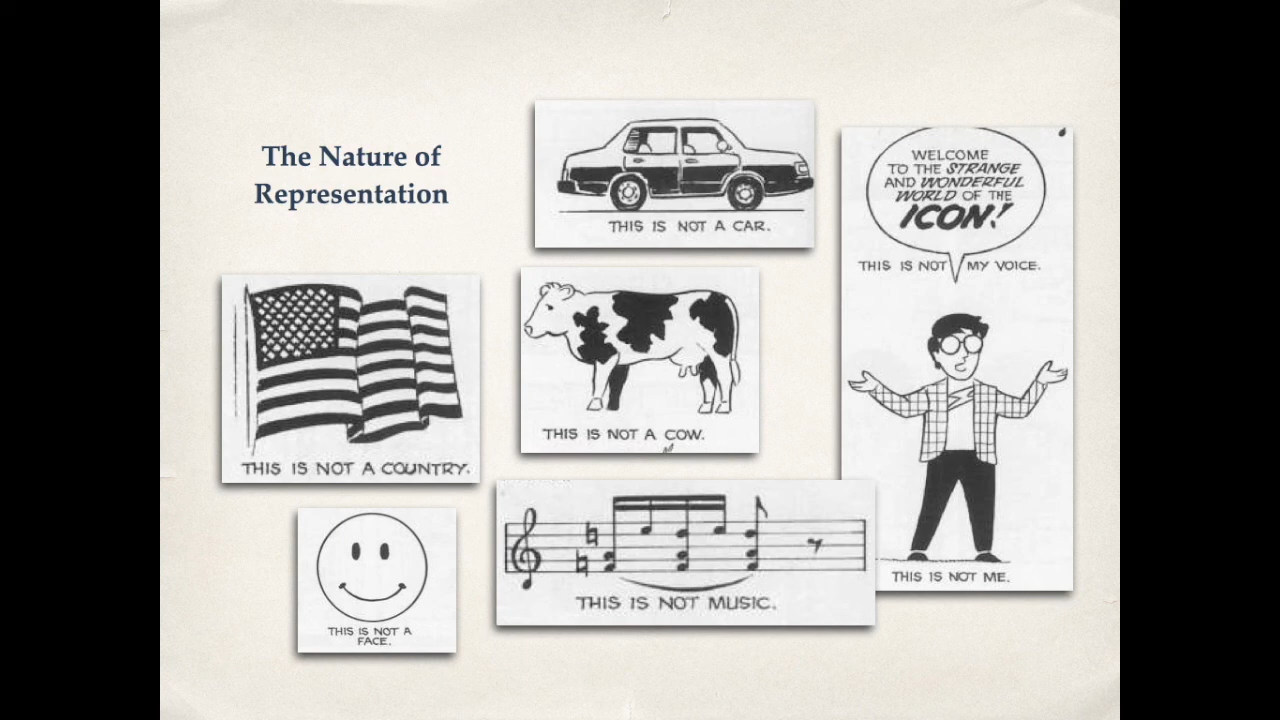 The Nature of
Representation
THIS IS NOT A CAR.
WELCOME
TO THE STRANGE
AND WONDERFUL
WORLD OF THE
ICON!
THIS IS NOT MY VOICE.
THIS IS NOT A COUNTRY.
THIS IS NOT A COW.
THIS IS NOT ME.
THIS IS NOT MUSIC.
THIS IS NOT A
FACE.